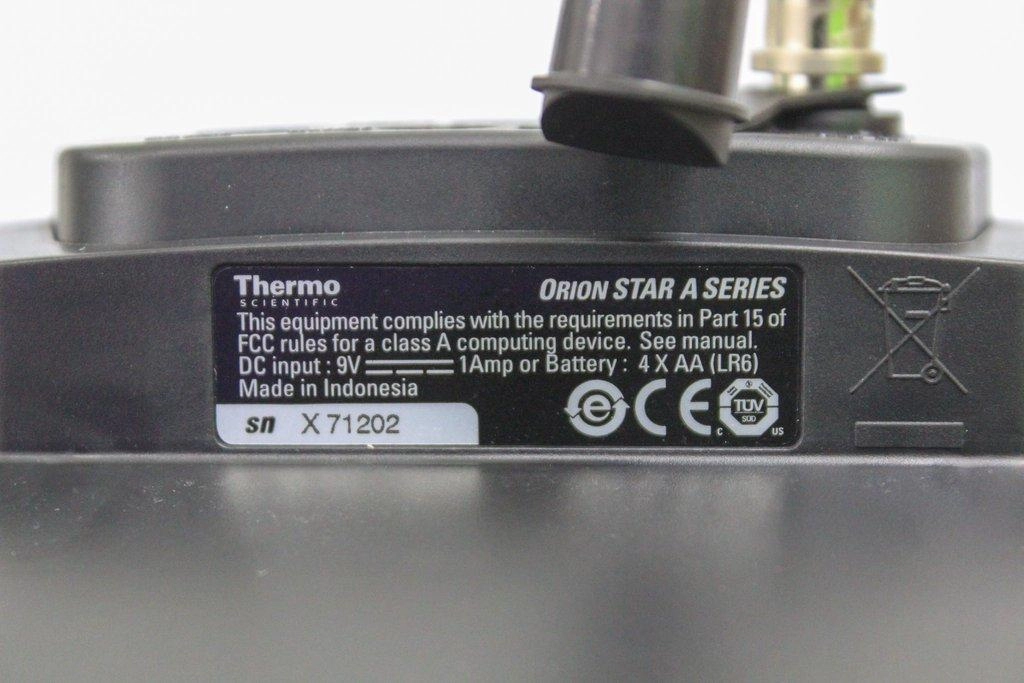 Thermo
SCIENTIFIC
ORION STAR A SERIES
This equipment complies with the requirements in Part 15 of
FCC rules for a class A computing device. See manual.
DC input : 9V 1Amp or Battery : 4 X AA (LR6)
Made in Indonesia
sn X 71202
e CE TÜV
SÜD
C US